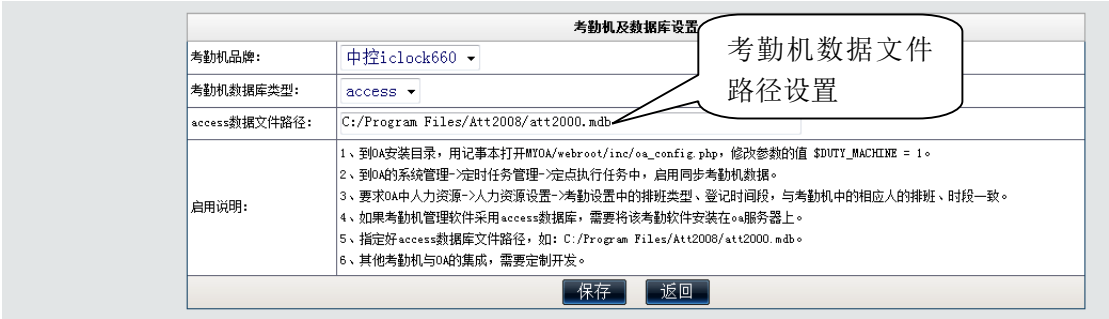 考勤机及数据库设置
考勤机数据文件
路径设置
考勤机品牌：
中控iclock660
考勤机数据库类型：
access
access数据文件路径：
C:/Program Files/Att2008/att2000.mdb
启用说明：
1、到OA安装目录，用记事本打开MYOA/webroot/inc/oa_config.php，修改参数的值 $DUTY_MACHINE = 1。
2、到OA的系统管理->定时任务管理->定点执行任务中，启用同步考勤机数据。
3、要求OA中人力资源->人力资源设置->考勤设置中的排班类型、登记时间段，与考勤机中的相应人的排班、时段一致。
4、如果考勤机管理软件采用access数据库，需要将该考勤软件安装在oa服务器上。
5、指定好access数据库文件路径，如：C:/Program Files/Att2008/att2000.mdb。
6、其他考勤机与OA的集成，需要定制开发。
保存 返回